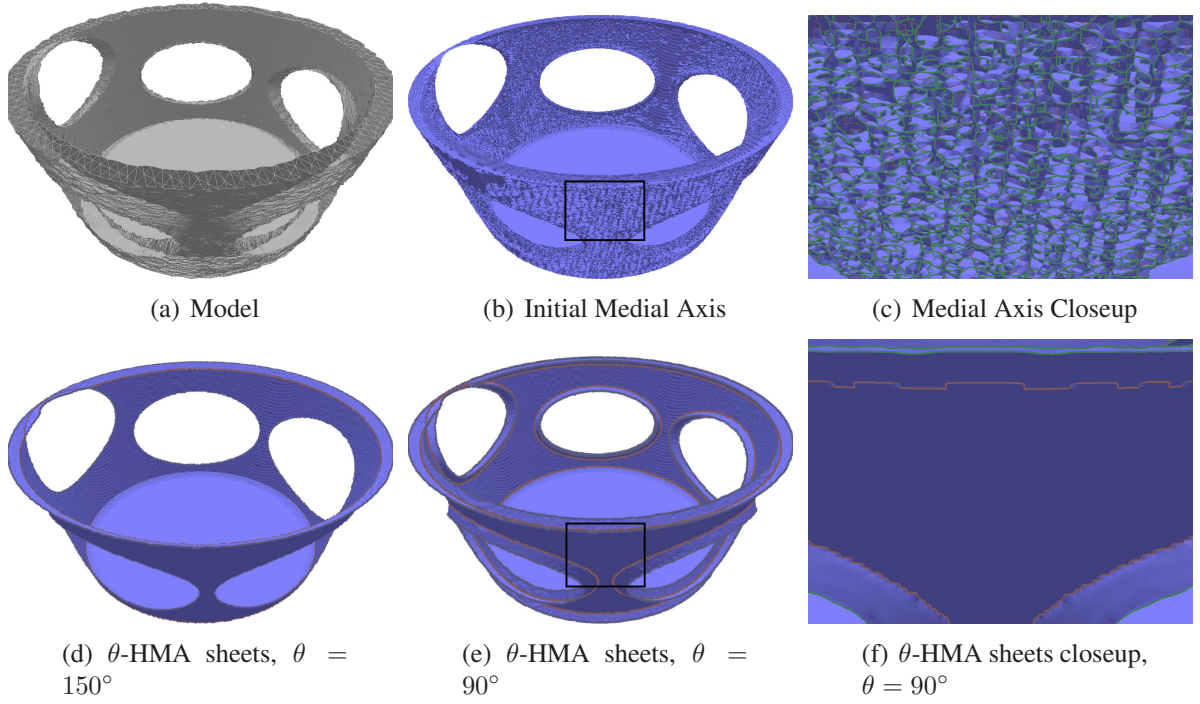 (a) Model
(b) Initial Medial Axis
(c) Medial Axis Closeup
(d) θ-HMA sheets, θ =
150°
(e) θ-HMA sheets, θ =
90°
(f) θ-HMA sheets closeup,
θ = 90°